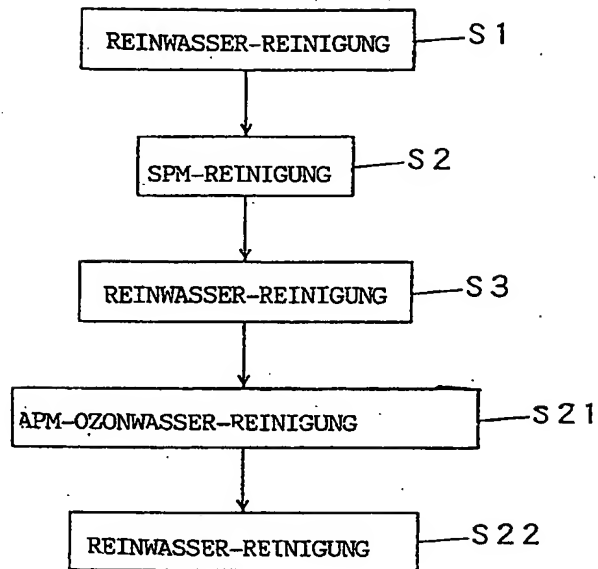 REINWASSER-REINIGUNG S1
SPM-REINIGUNG S2
REINWASSER-REINIGUNG S3
APM-OZONWASSER-REINIGUNG S21
REINWASSER-REINIGUNG S22